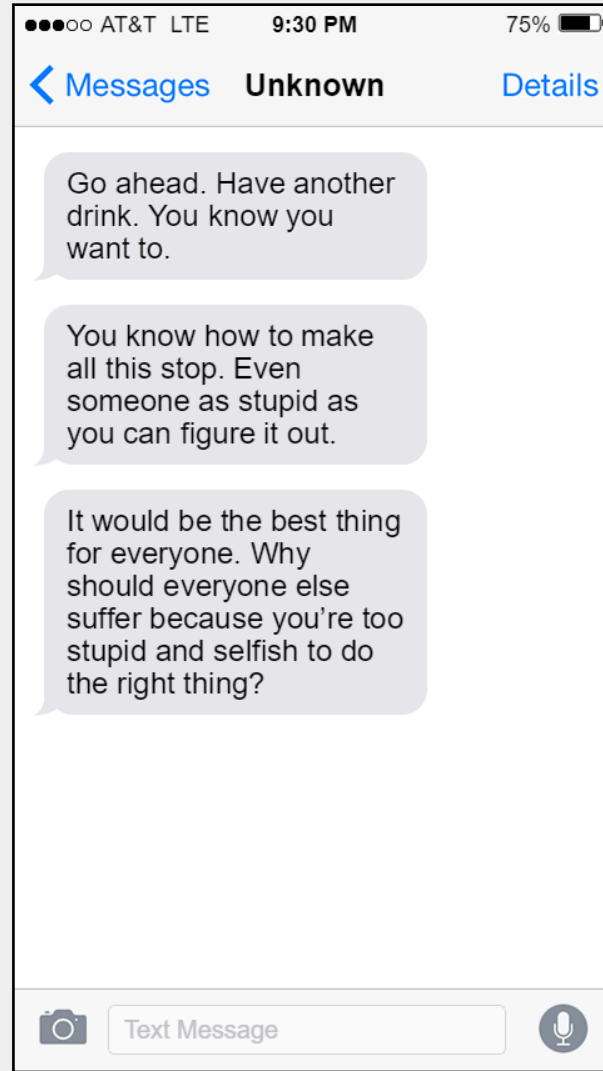 AT&T LTE 9:30 PM 75%
Messages Unknown Details
Go ahead. Have another
drink. You know you
want to.
You know how to make
all this stop. Even
someone as stupid as
you can figure it out.
It would be the best thing
for everyone. Why
should everyone else
suffer because you’re too
stupid and selfish to do
the right thing?
Text Message